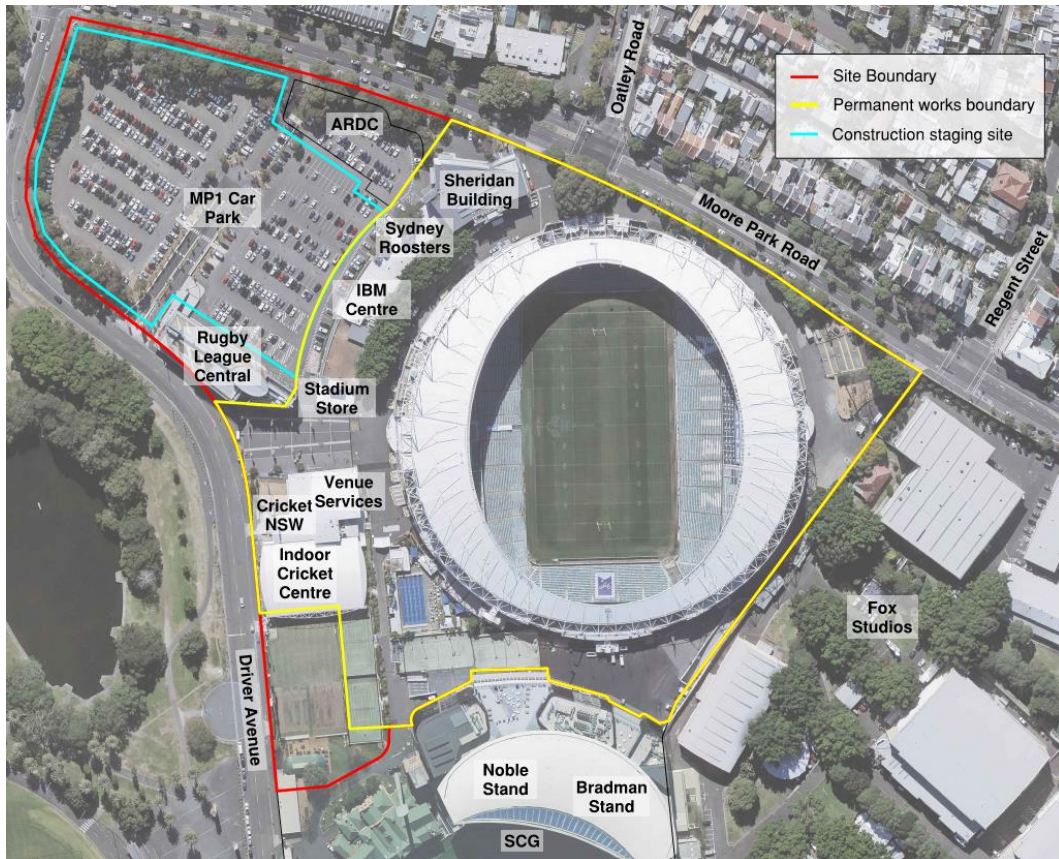 Oatley Road
Site Boundary
Permanent works boundary
Construction staging site
ARDC
Sheridan
Building
MP1 Car
Park
Sydney
Roosters
Moore Park Road
Regent Street
IBM
Centre
Rugby
League
Central
Stadium
Store
Venue
Services
Cricket
NSW
Indoor
Cricket
Centre
Fox
Studios
Driver Avenue
Noble
Stand
Bradman
Stand
SCG